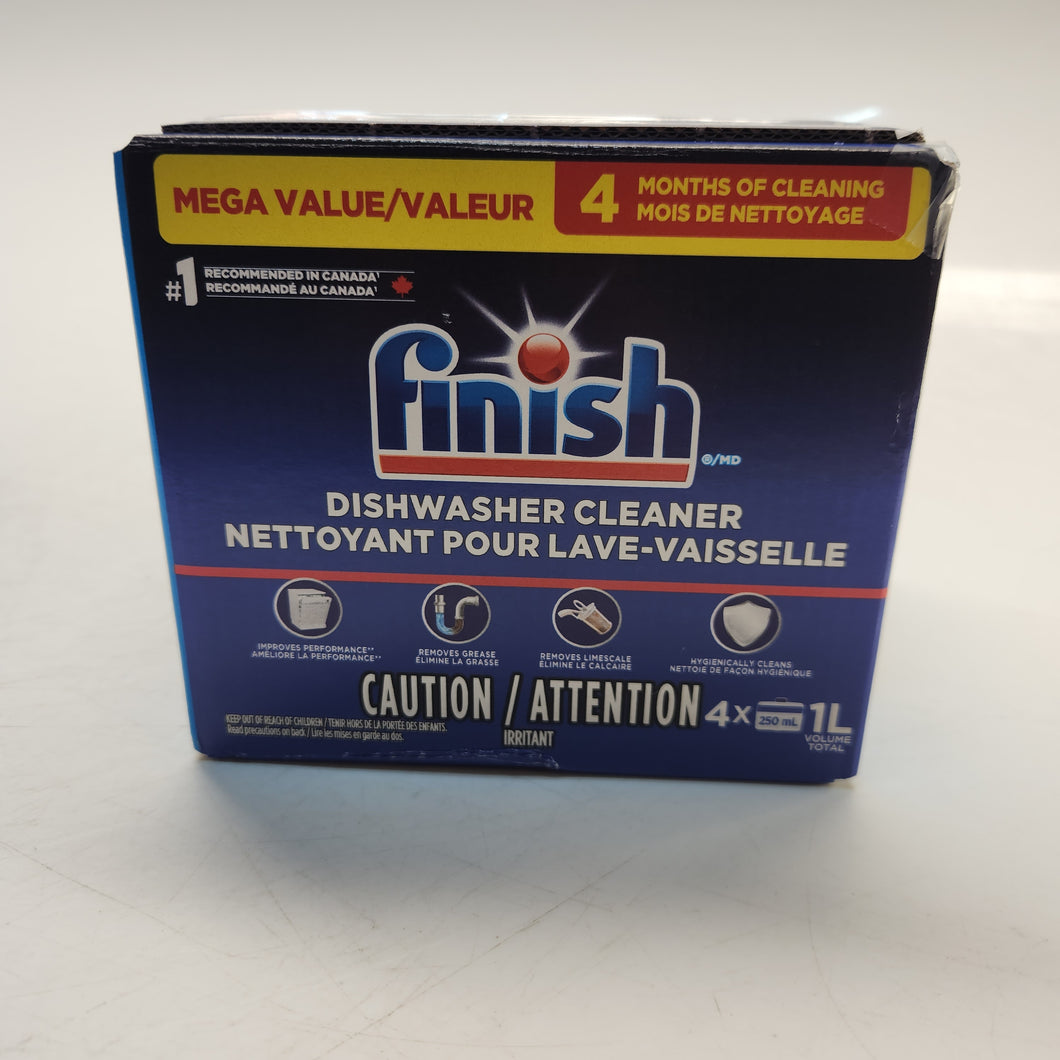 MEGA VALUE/VALEUR
4 MONTHS OF CLEANING
MOIS DE NETTOYAGE
#1 RECOMMENDED IN CANADA¹
RECOMMANDÉ AU CANADA¹
finish
®/MD
DISHWASHER CLEANER
NETTOYANT POUR LAVE-VAISSELLE
IMPROVES PERFORMANCE**
AMÉLIORE LA PERFORMANCE**
REMOVES GREASE
ÉLIMINE LA GRASSE
REMOVES LIMESCALE
ÉLIMINE LE CALCAIRE
HYGIENICALLY CLEANS
NETTOIE DE FAÇON HYGIÉNIQUE
CAUTION / ATTENTION
IRRITANT
KEEP OUT OF REACH OF CHILDREN / TENIR HORS DE LA PORTÉE DES ENFANTS.
Read precautions on back / Lire les mises en garde au dos.
4x 250 mL 1L
VOLUME
TOTAL